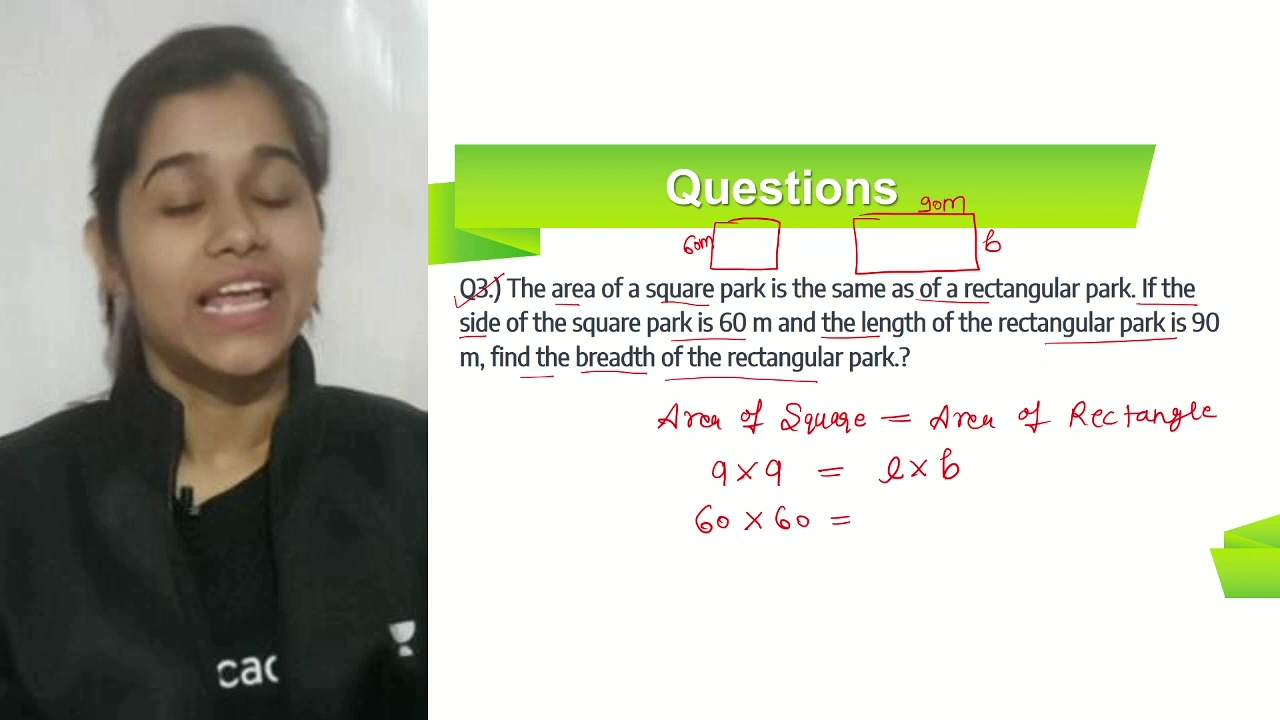 Questions
90m
60m
b
Q3.) The area of a square park is the same as of a rectangular park. If the
side of the square park is 60 m and the length of the rectangular park is 90
m, find the breadth of the rectangular park.?
Area of Square = Area of Rectangle
a × a = l × b
60 × 60 =
cad